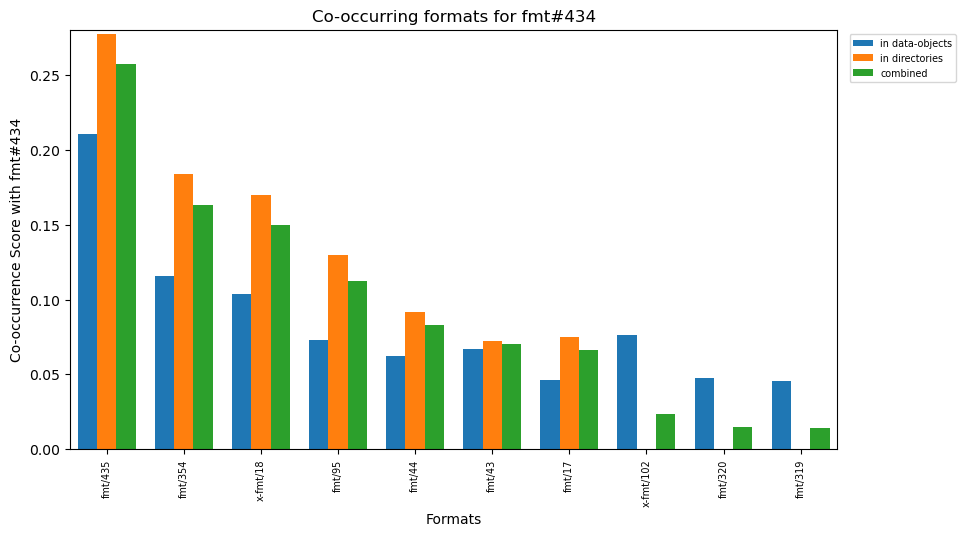 Co-occurring formats for fmt#434
in data-objects
in directories
combined
Co-occurrence Score with fmt#434
0.25
0.20
0.15
0.10
0.05
0.00
fmt/435
fmt/354
x-fmt/18
fmt/95
fmt/44
fmt/43
fmt/17
x-fmt/102
fmt/320
fmt/319
Formats